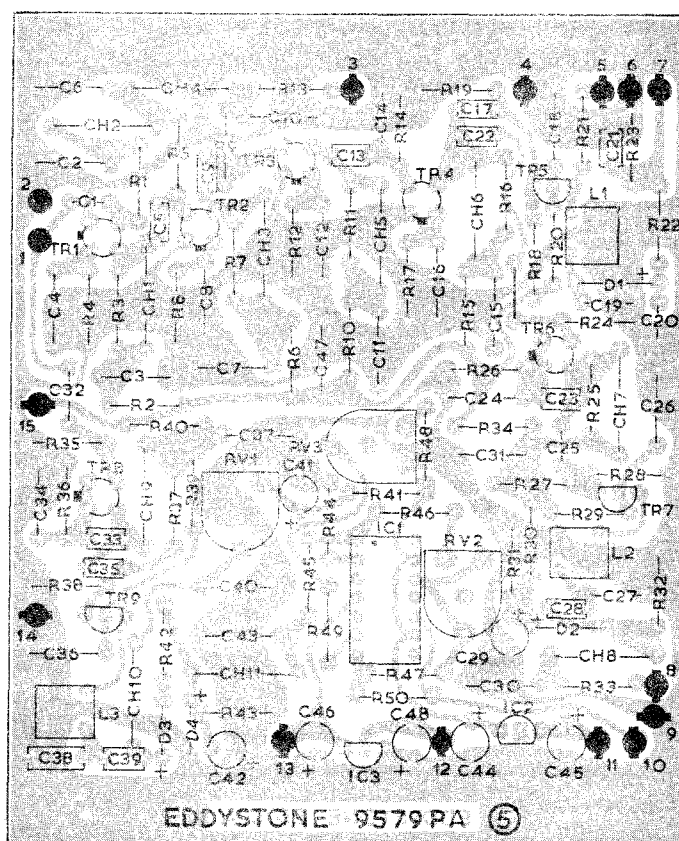 3 4 5 6 7
C6 CH4 R13 R19
C14 R14 C17 C18 R21 C21 R23
CH2 C22
C2 R1 TR3 C13 TR4 CH6 R16 TR5
2 C1 L1
C5 TR2 CH3 R12 C12 R11 CH5 R22
1 TR1 R7 R17 C16 R18 R20
C4 R4 R3 CH1 R6 C8 R15 C15 D1 +
C19 C20
R24
R10 C11 TR6
C3 C7 R6 C47 R26
C32 R2 C24 C23 R25 CH7 C26
15 R40 C37 RV3 R48 R34 C25
R35 RV1 C41 C31 R28
C34 R36 TR8 CH9 R37 R41 R27 TR7
C33 R44 R46 R29
C35 IC1 RV2 R31 R30 L2
R38 TR9 C40 R45 R32
14 C28 C27
R42 C43 R49 C29 D2
C36 CH10 CH11 R47 CH8
R50 C30 R33 8
L3 D3 D4 R43 C46 C48 9
C38 C39 C42 13 IC3 12 C44 C45 11 10
EDDYSTONE 9579PA 5